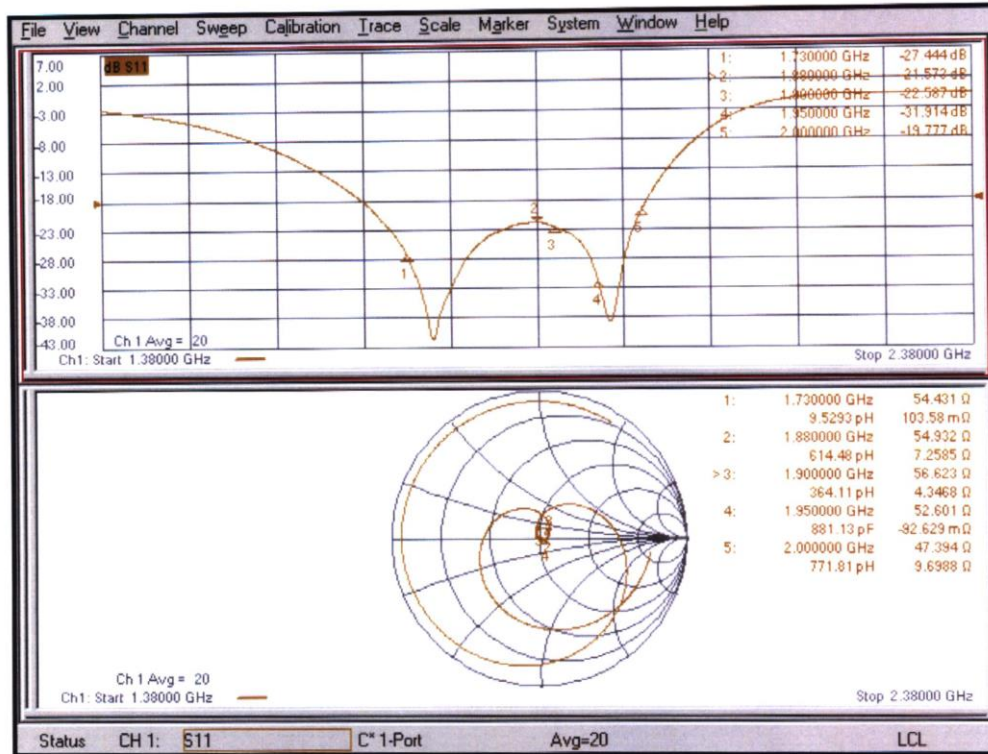 File View Channel Sweep Calibration Trace Scale Marker System Window Help
7.00
2.00
-3.00
-8.00
-13.00
-18.00
-23.00
-28.00
-33.00
-38.00
-43.00
dB S11
1: 1.730000 GHz -27.444 dB
>2: 1.880000 GHz -21.573 dB
3: 1.900000 GHz -22.587 dB
4: 1.950000 GHz -31.914 dB
5: 2.000000 GHz -19.777 dB
1
2
3
4
5
Ch 1 Avg = 20
Ch1: Start 1.38000 GHz
Stop 2.38000 GHz
1: 1.730000 GHz 54.431 Ω
9.5293 pH 103.58 mΩ
2: 1.880000 GHz 54.932 Ω
614.48 pH 7.2585 Ω
>3: 1.900000 GHz 56.623 Ω
364.11 pH 4.3468 Ω
4: 1.950000 GHz 52.601 Ω
881.13 pF -92.629 mΩ
5: 2.000000 GHz 47.394 Ω
771.81 pH 9.6988 Ω
4
Ch 1 Avg = 20
Ch1: Start 1.38000 GHz
Stop 2.38000 GHz
Status CH 1: S11 C* 1-Port Avg=20 LCL